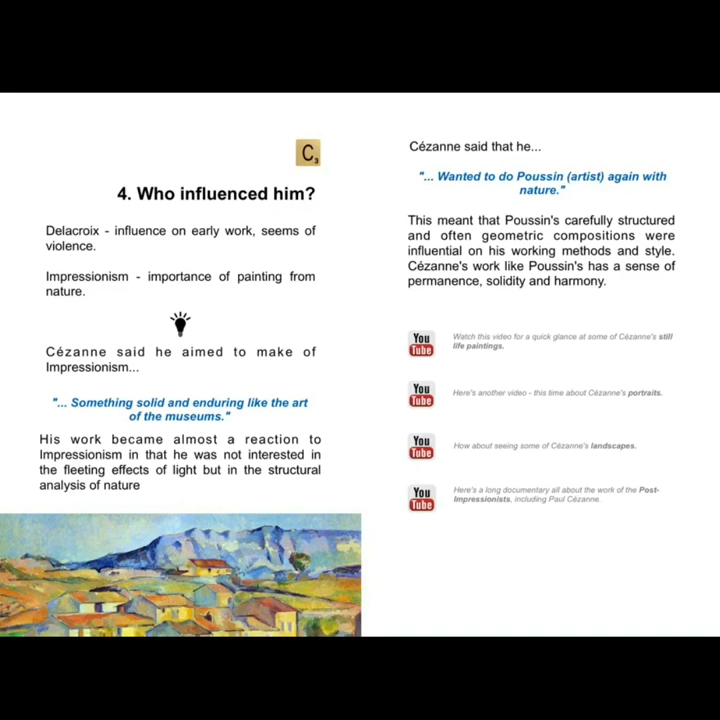 C3
4. Who influenced him?
Delacroix - influence on early work, seems of
violence.
Impressionism - importance of painting from
nature.
Cézanne said he aimed to make of
Impressionism...
"... Something solid and enduring like the art
of the museums."
His work became almost a reaction to
Impressionism in that he was not interested in
the fleeting effects of light but in the structural
analysis of nature
Cézanne said that he...
"... Wanted to do Poussin (artist) again with
nature."
This meant that Poussin's carefully structured
and often geometric compositions were
influential on his working methods and style.
Cézanne's work like Poussin's has a sense of
permanence, solidity and harmony.
You
Tube
Watch this video for a quick glance at some of Cézanne's still
life paintings.
You
Tube
Here's another video - this time about Cézanne's portraits.
You
Tube
How about seeing some of Cézanne's landscapes.
You
Tube
Here's a long documentary all about the work of the Post-
Impressionists, including Paul Cézanne.